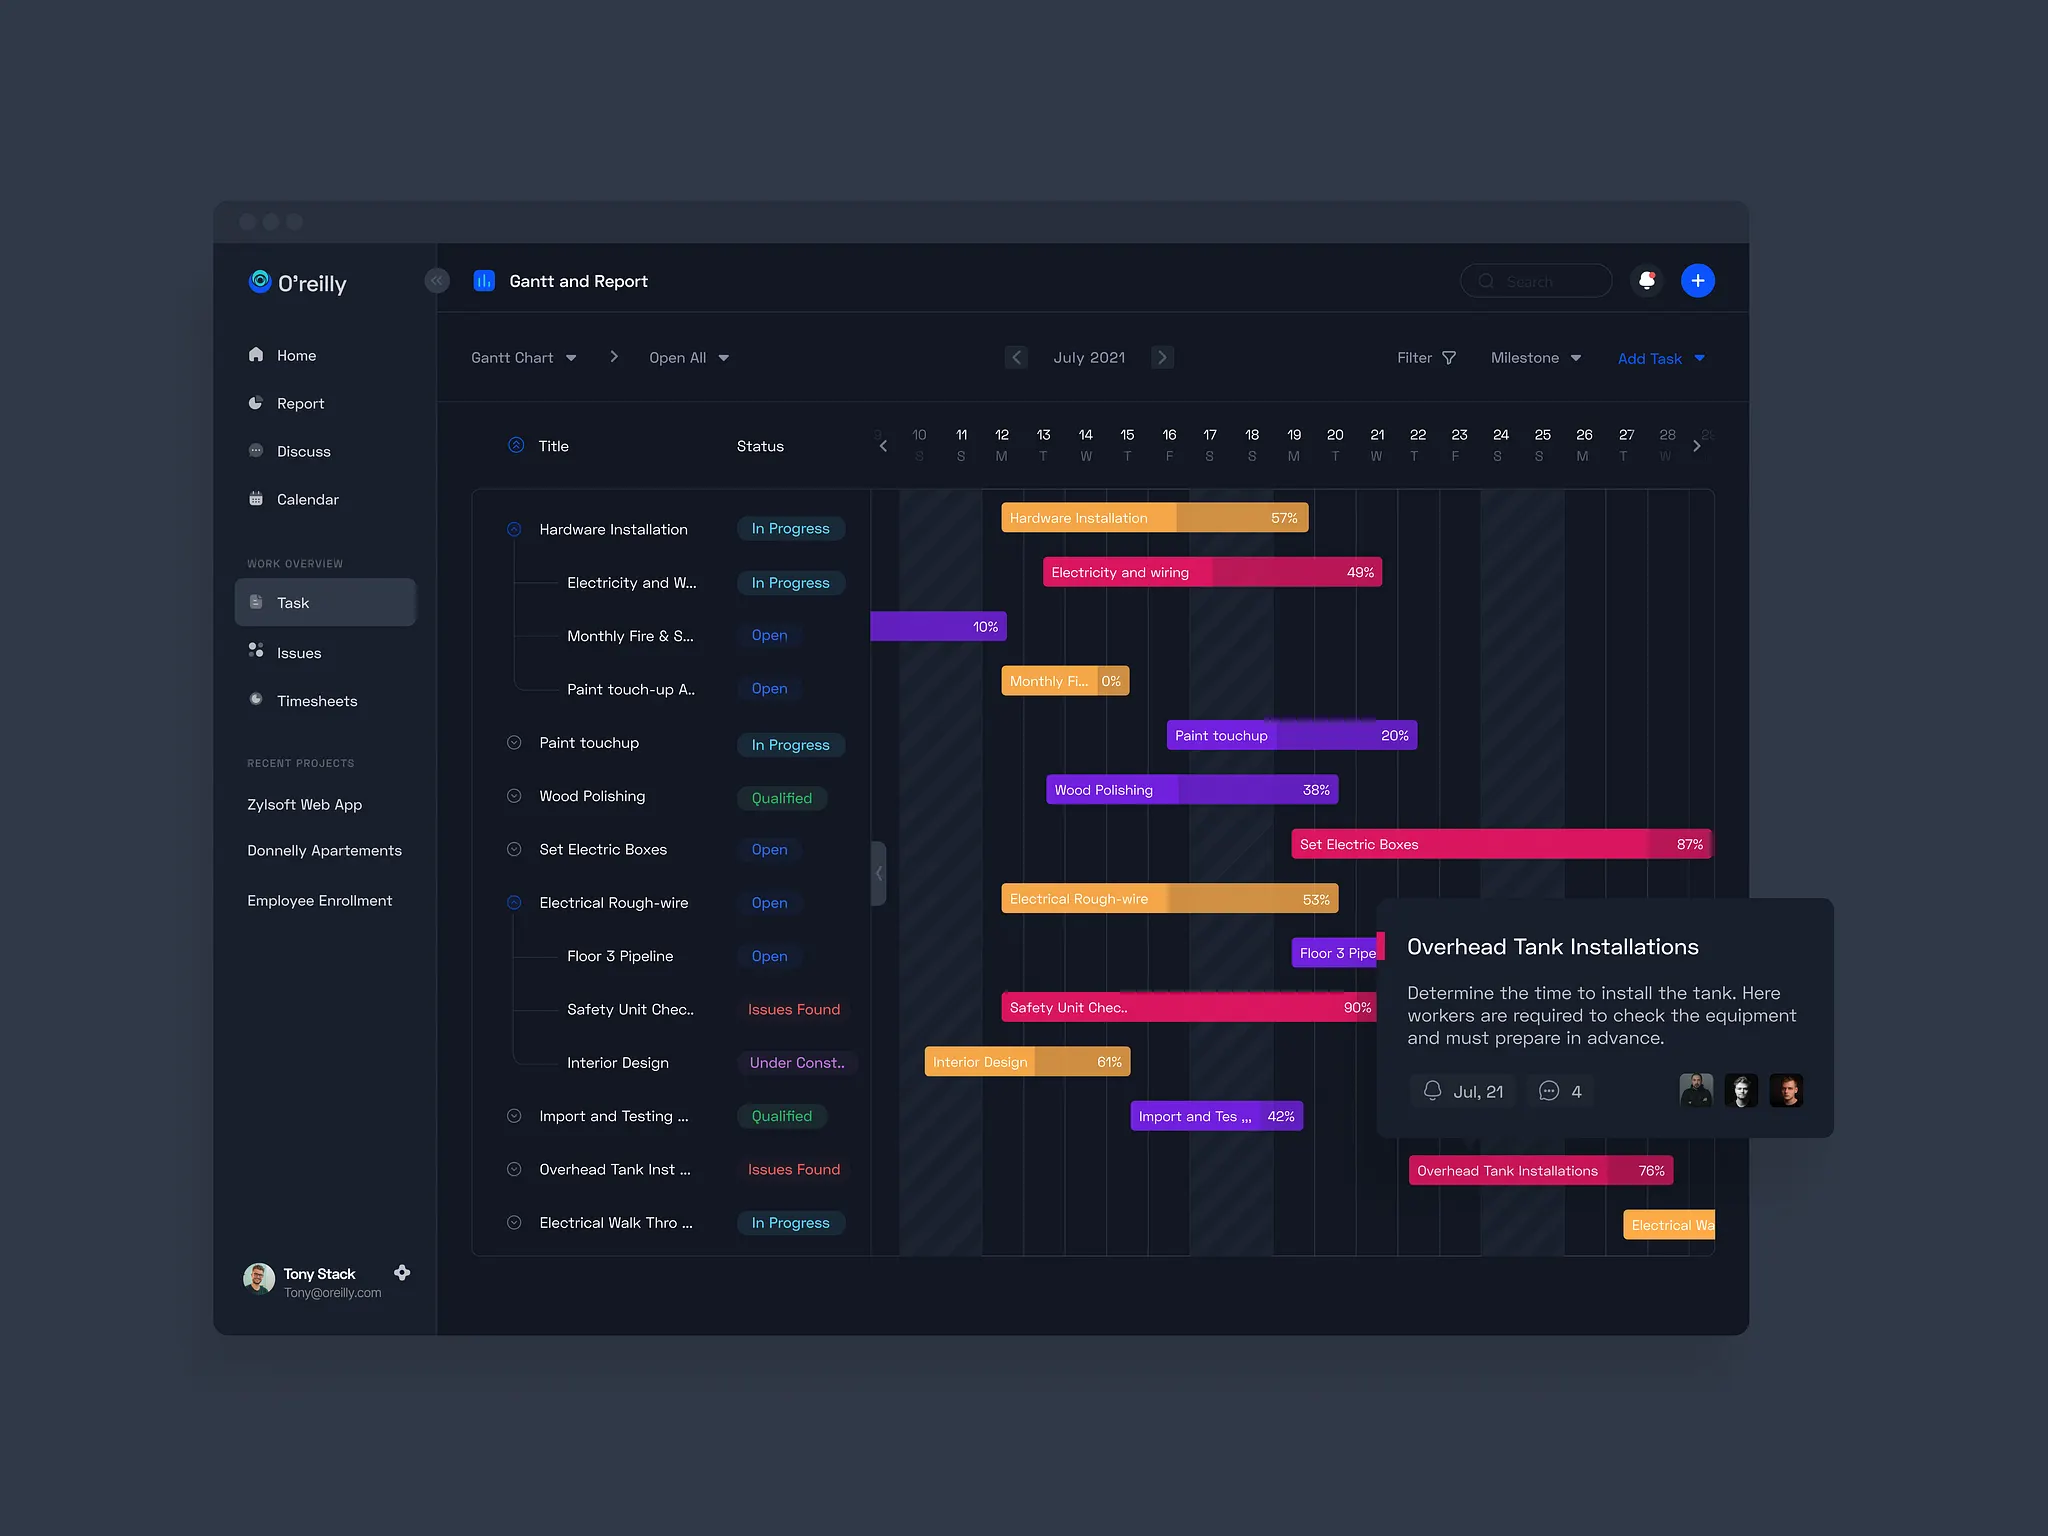 O'reilly
Gantt and Report
Search
Home
Report
Discuss
Calendar
WORK OVERVIEW
Task
Issues
Timesheets
RECENT PROJECTS
Zylsoft Web App
Donnelly Apartements
Employee Enrollment
Tony Stack
Tony@oreilly.com
Gantt Chart
Open All
July 2021
Filter
Milestone
Add Task
Title
Status
10 11 12 13 14 15 16 17 18 19 20 21 22 23 24 25 26 27 28
S S M T W T F S S M T W T F S S M T W
Hardware Installation
In Progress
Hardware Installation
57%
Electricity and W...
In Progress
Electricity and wiring
49%
Monthly Fire & S...
Open
10%
Paint touch-up A..
Open
Monthly Fi...
0%
Paint touchup
In Progress
Paint touchup
20%
Wood Polishing
Qualified
Wood Polishing
38%
Set Electric Boxes
Open
Set Electric Boxes
87%
Electrical Rough-wire
Open
Electrical Rough-wire
53%
Floor 3 Pipeline
Open
Floor 3 Pipe
Safety Unit Chec..
Issues Found
Safety Unit Chec..
90%
Interior Design
Under Const..
Interior Design
61%
Import and Testing ...
Qualified
Import and Tes ,,,
42%
Overhead Tank Inst ...
Issues Found
Overhead Tank Installations
76%
Electrical Walk Thro ...
In Progress
Electrical Wa
Overhead Tank Installations
Determine the time to install the tank. Here
workers are required to check the equipment
and must prepare in advance.
Jul, 21
4